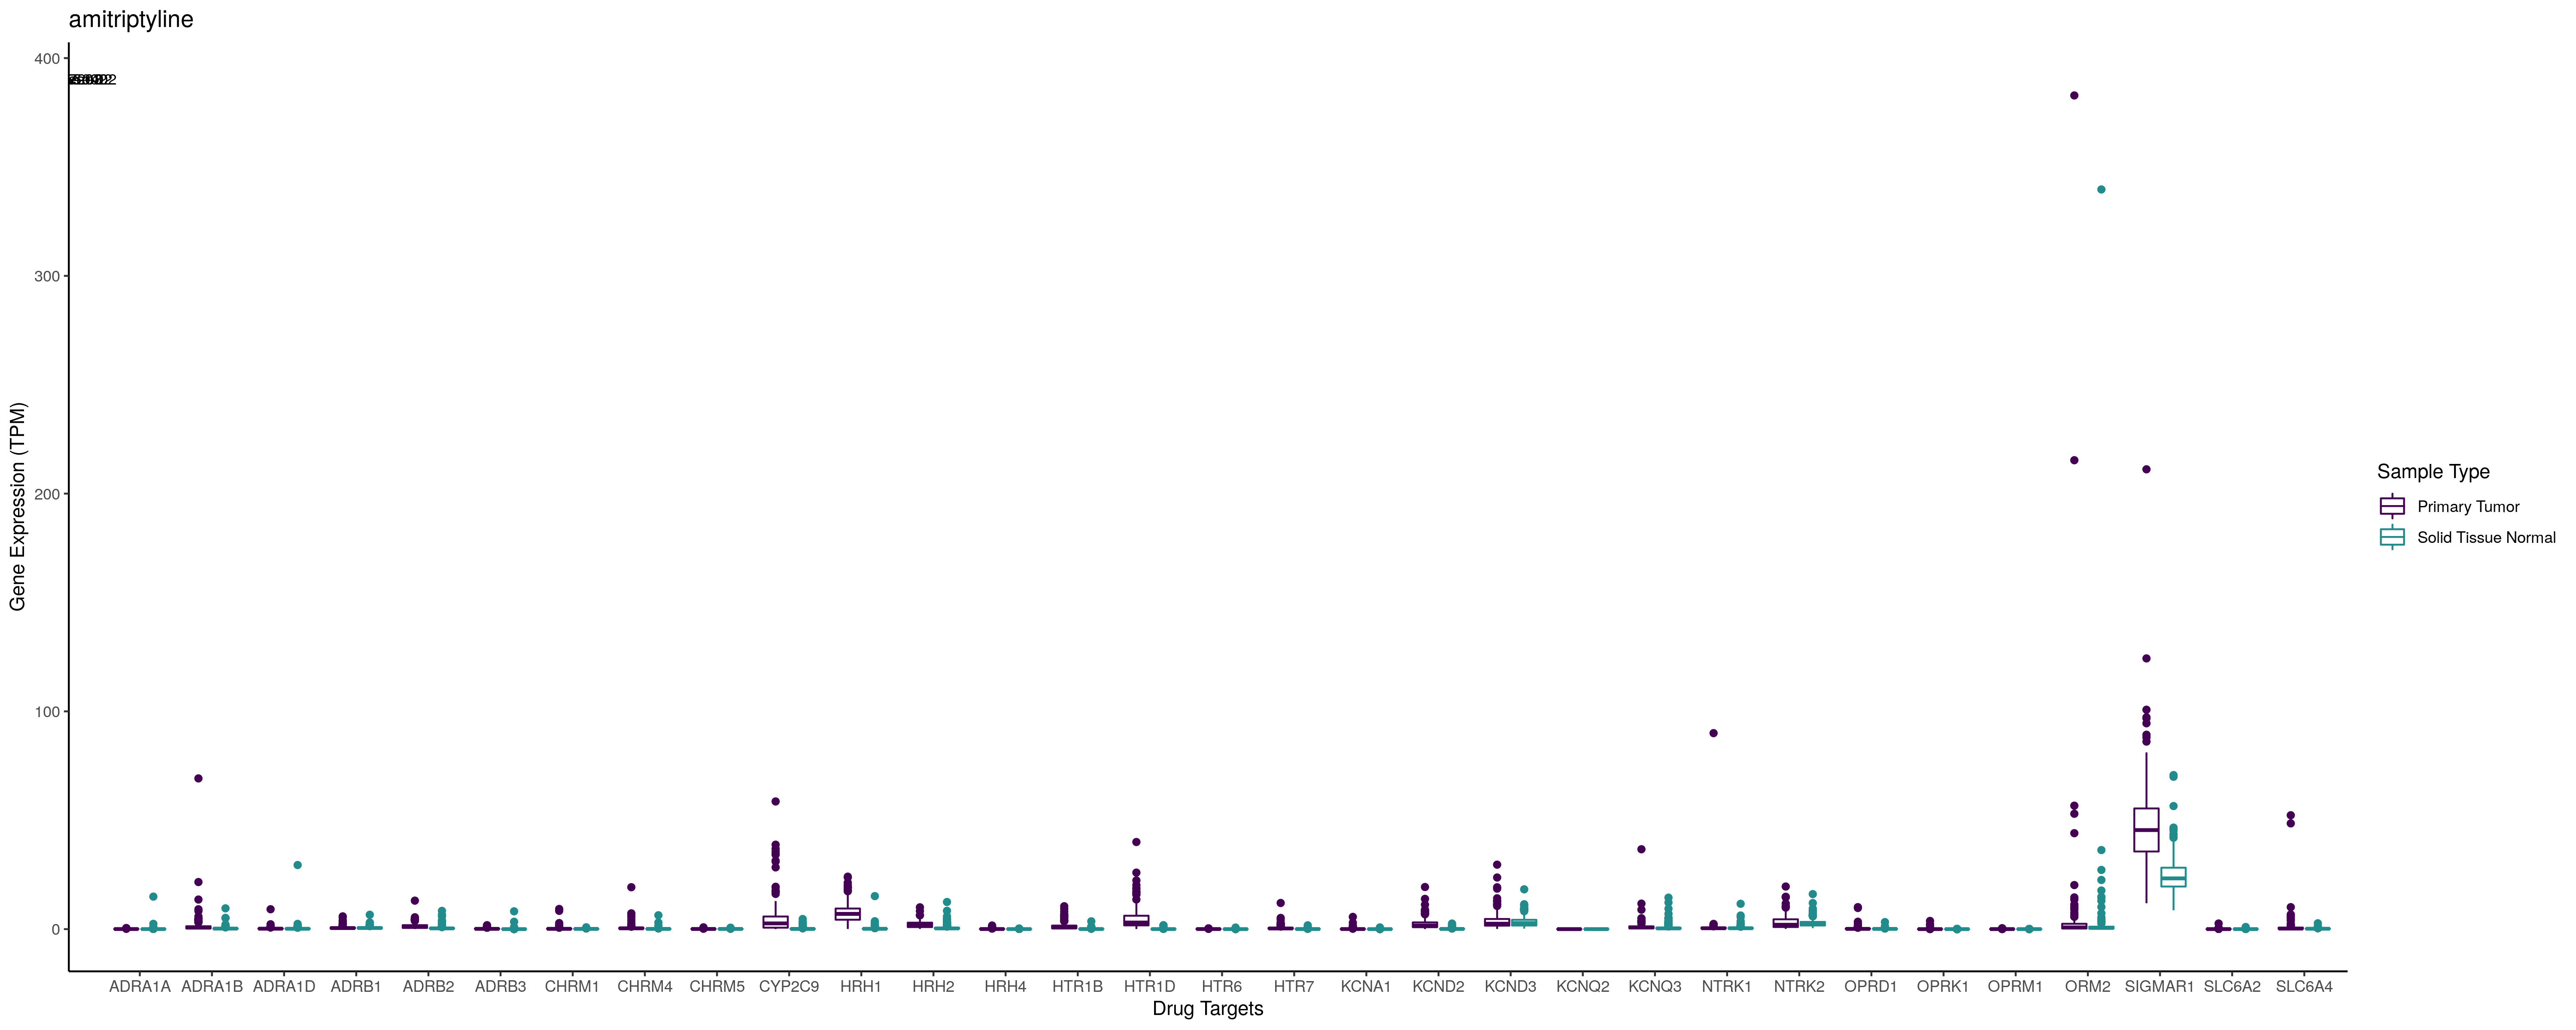 amitriptyline
400
300
200
100
0
Gene Expression (TPM)
ADRA1A ADRA1B ADRA1D ADRB1 ADRB2 ADRB3 CHRM1 CHRM4 CHRM5 CYP2C9 HRH1 HRH2 HRH4 HTR1B HTR1D HTR6 HTR7 KCNA1 KCND2 KCND3 KCNQ2 KCNQ3 NTRK1 NTRK2 OPRD1 OPRK1 OPRM1 ORM2 SIGMAR1 SLC6A2 SLC6A4
Drug Targets
Sample Type
Primary Tumor
Solid Tissue Normal